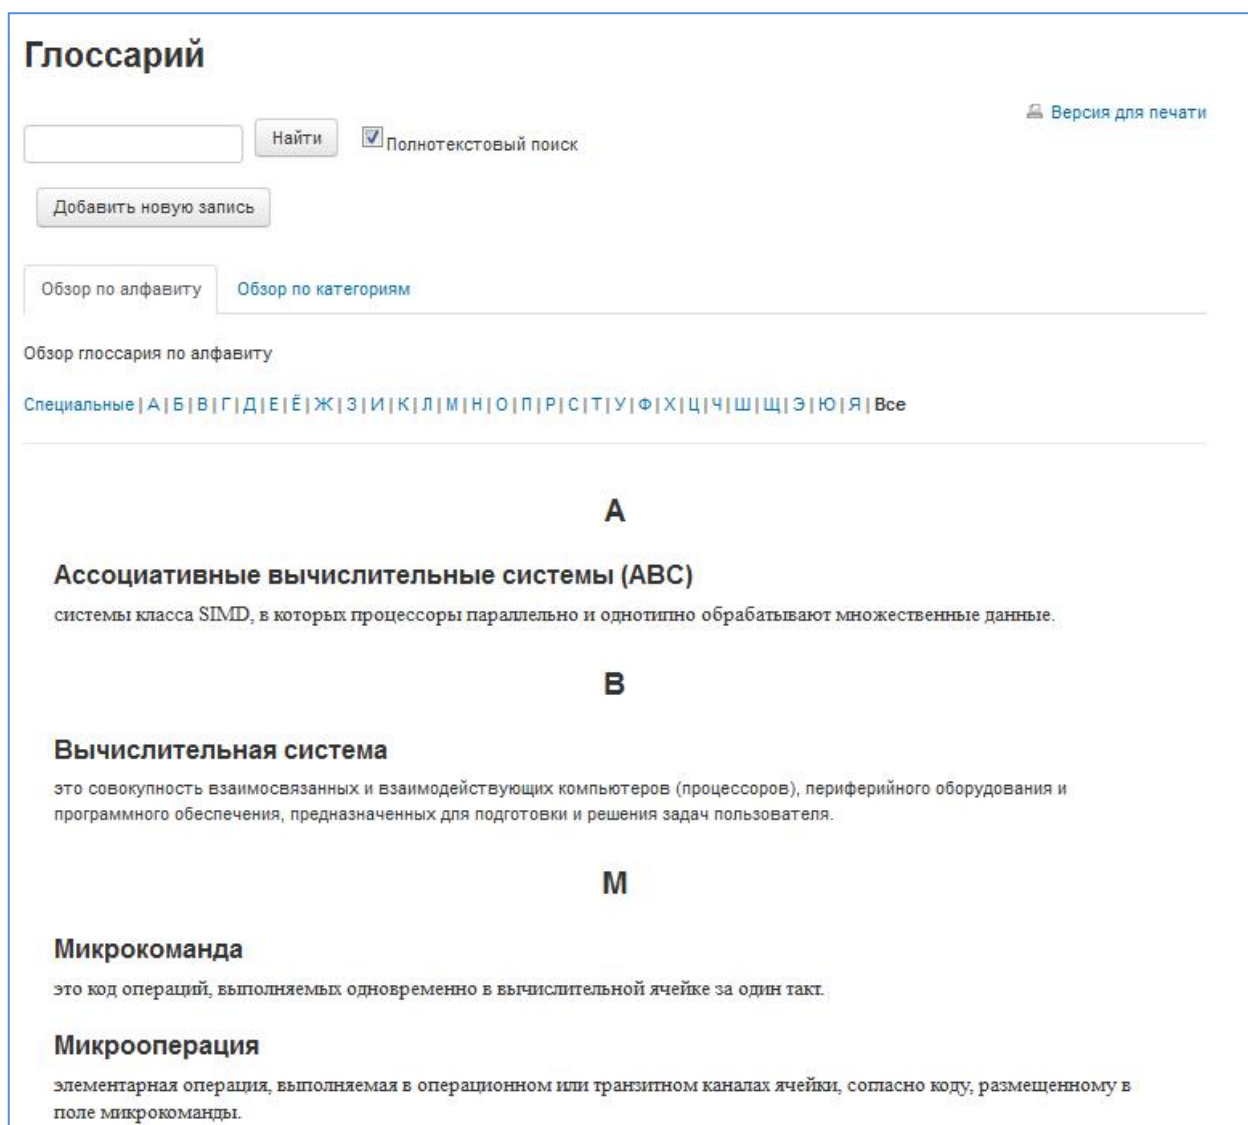 Глоссарий
Версия для печати
Найти
Полнотекстовый поиск
Добавить новую запись
Обзор по алфавиту Обзор по категориям
Обзор глоссария по алфавиту
Специальные | А | Б | В | Г | Д | Е | Ё | Ж | З | И | К | Л | М | Н | О | П | Р | С | Т | У | Ф | Х | Ц | Ч | Ш | Щ | Э | Ю | Я | Все
А
Ассоциативные вычислительные системы (АВС)
системы класса SIMD, в которых процессоры параллельно и однотипно обрабатывают множественные данные.
В
Вычислительная система
это совокупность взаимосвязанных и взаимодействующих компьютеров (процессоров), периферийного оборудования и
программного обеспечения, предназначенных для подготовки и решения задач пользователя.
М
Микрокоманда
это код операций, выполняемых одновременно в вычислительной ячейке за один такт.
Микрооперация
элементарная операция, выполняемая в операционном или транзитном каналах ячейки, согласно коду, размещенному в
поле микрокоманды.